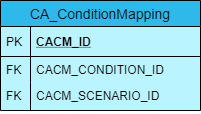 CA_ConditionMapping
PK CACM_ID
FK CACM_CONDITION_ID
FK CACM_SCENARIO_ID